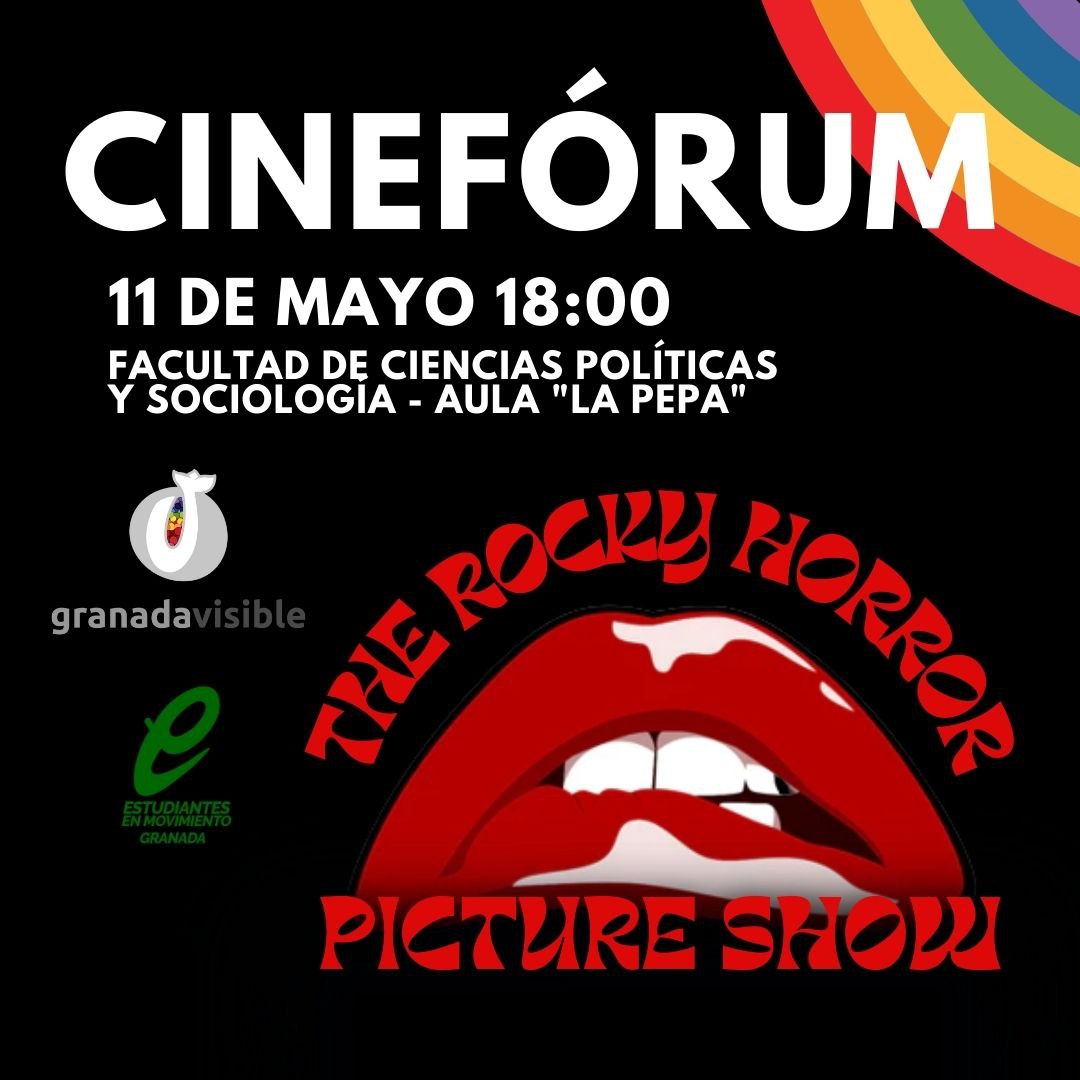 CINEFÓRUM
11 DE MAYO 18:00
FACULTAD DE CIENCIAS POLÍTICAS
Y SOCIOLOGÍA - AULA "LA PEPA"
granadavisible
e
ESTUDIANTES
EN MOVIMIENTO
GRANADA
THE ROCKY HORROR
PICTURE SHOW